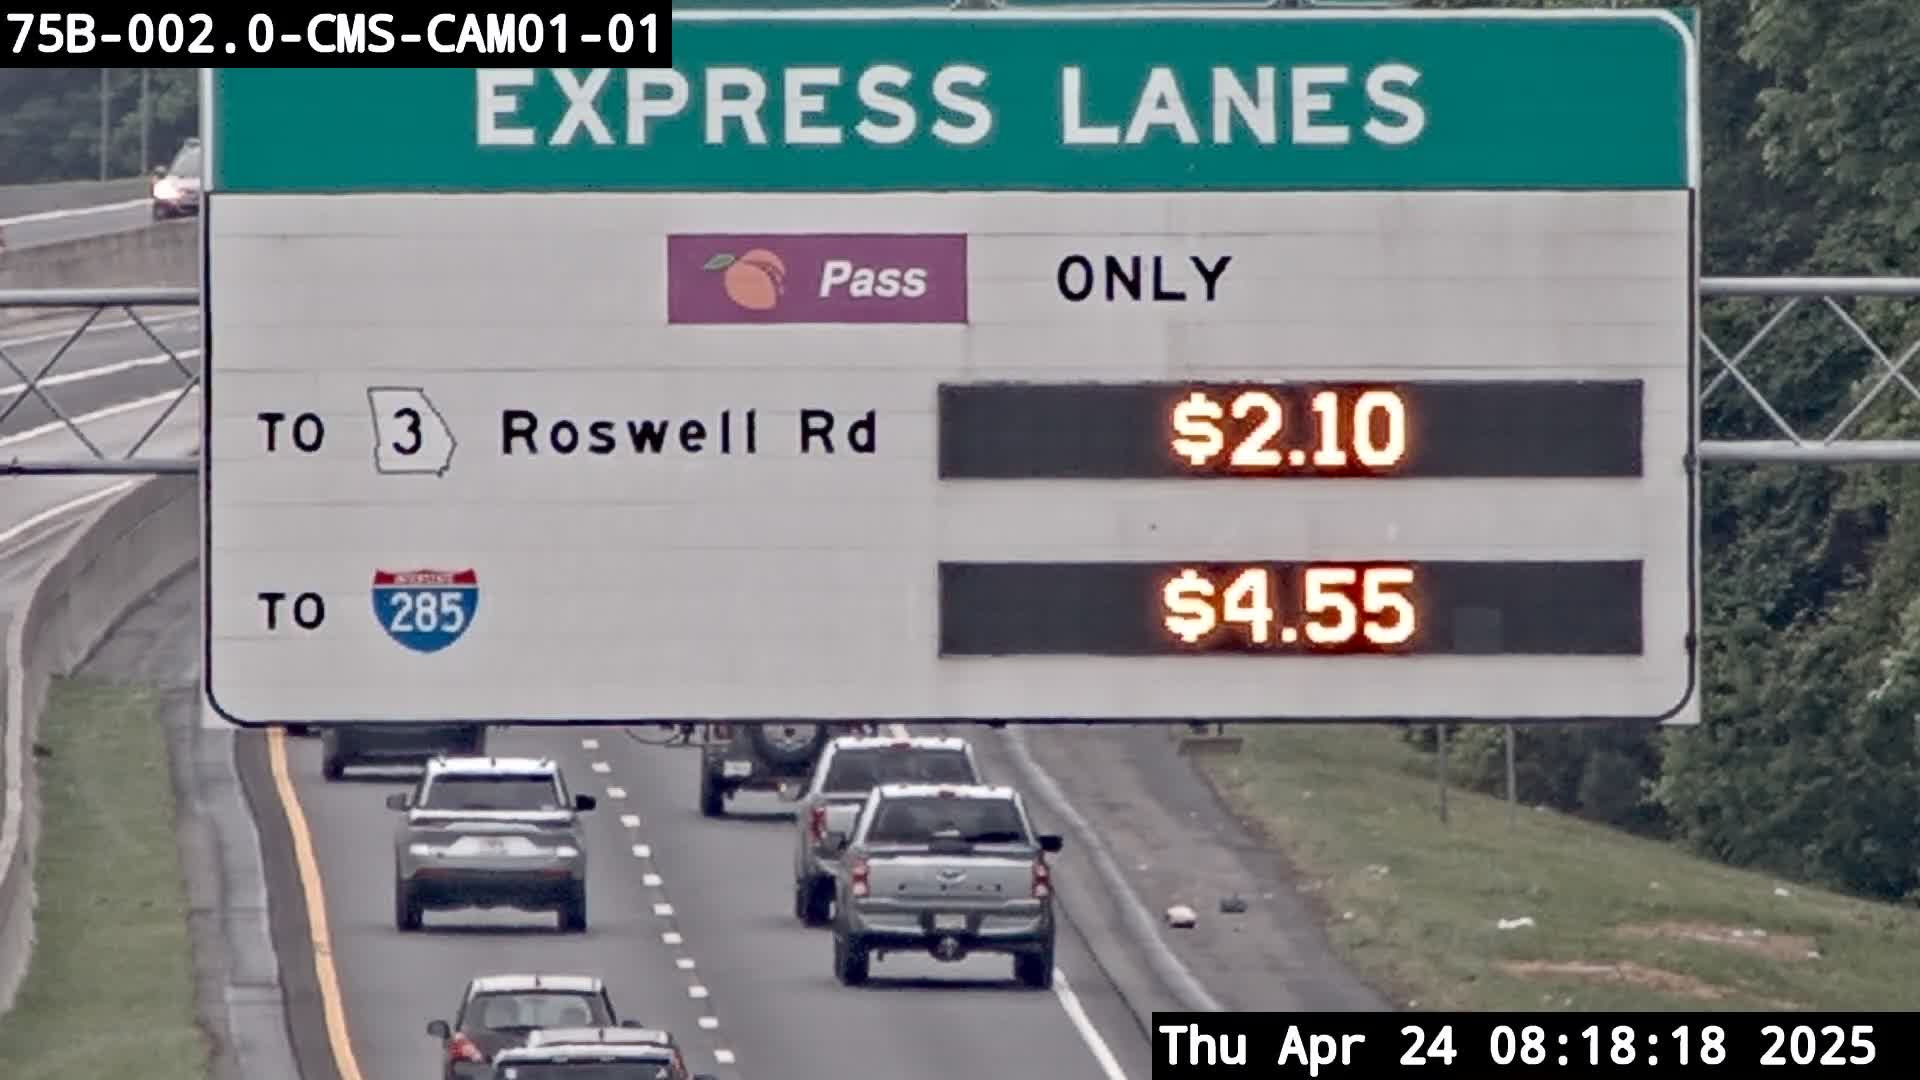 75B-002.0-CMS-CAM01-01
EXPRESS LANES
Pass ONLY
TO 3 Roswell Rd $2.10
TO INTERSTATE 285 $4.55
Thu Apr 24 08:18:18 2025